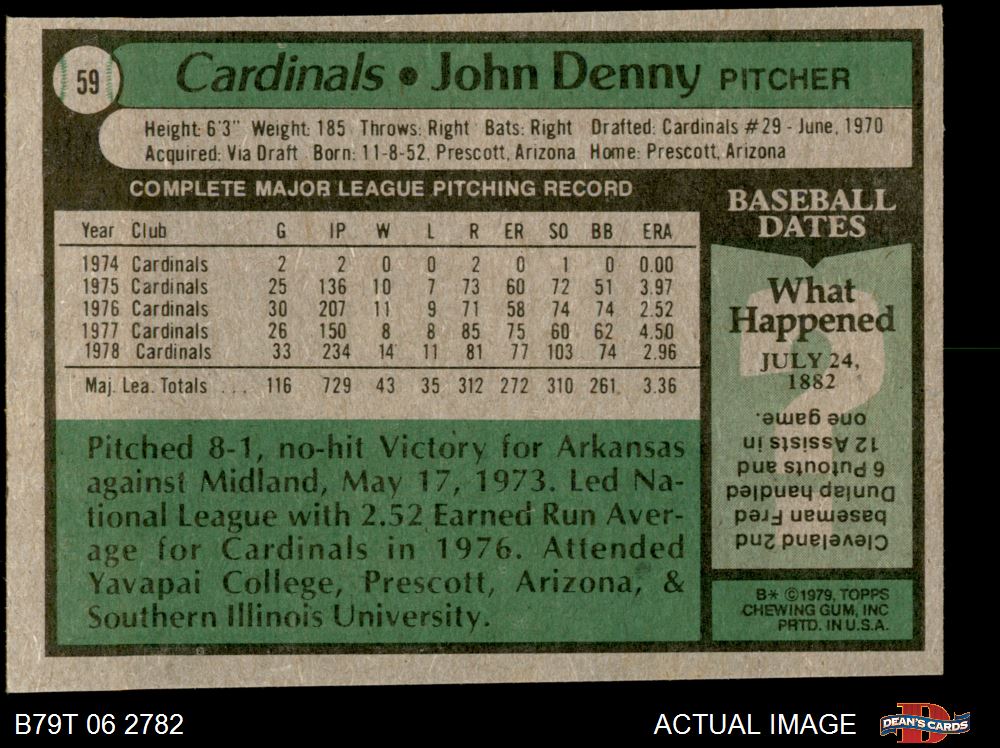 59
Cardinals • John Denny PITCHER
Height: 6'3" Weight: 185 Throws: Right Bats: Right Drafted: Cardinals #29 - June, 1970
Acquired: Via Draft Born: 11-8-52, Prescott, Arizona Home: Prescott, Arizona
COMPLETE MAJOR LEAGUE PITCHING RECORD
Year Club G IP W L R ER SO BB ERA
1974 Cardinals 2 2 0 0 2 0 1 0 0.00
1975 Cardinals 25 136 10 7 73 60 72 51 3.97
1976 Cardinals 30 207 11 9 71 58 74 74 2.52
1977 Cardinals 26 150 8 8 85 75 60 62 4.50
1978 Cardinals 33 234 14 11 81 77 103 74 2.96
Maj. Lea. Totals ... 116 729 43 35 312 272 310 261 3.36
Pitched 8-1, no-hit Victory for Arkansas
against Midland, May 17, 1973. Led Na-
tional League with 2.52 Earned Run Aver-
age for Cardinals in 1976. Attended
Yavapai College, Prescott, Arizona, &
Southern Illinois University.
BASEBALL
DATES
What
Happened
JULY 24,
1882
?
Cleveland 2nd
baseman Fred
Dunlap handled
6 Putouts and
12 Assists in
one game.
B* ©1979, TOPPS
CHEWING GUM, INC
PRTD. IN U.S.A.
B79T 06 2782
ACTUAL IMAGE
D
DEAN'S CARDS